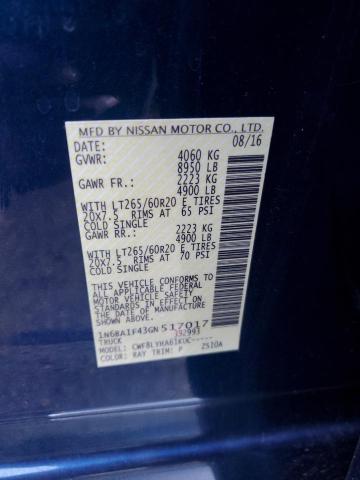 MFD BY NISSAN MOTOR CO., LTD.
DATE: 08/16
GVWR: 4060 KG
8950 LB
GAWR FR.: 2223 KG
4900 LB
WITH LT265/60R20 E TIRES
20X7.5 RIMS AT 65 PSI
COLD SINGLE
GAWR RR.: 2223 KG
4900 LB
WITH LT265/60R20 E TIRES
20X7.5 RIMS AT 70 PSI
COLD SINGLE
THIS VEHICLE CONFORMS
TO ALL APPLICABLE FEDERAL
MOTOR VEHICLE SAFETY
STANDARDS IN EFFECT ON
THE DATE OF MANUFACTURE
SHOWN ABOVE.
1N6BA1F43GN517017
TRUCK 392993
MODEL: CWF8LYHA61KUC-----
COLOR: RAY TRIM: P ZSIOA